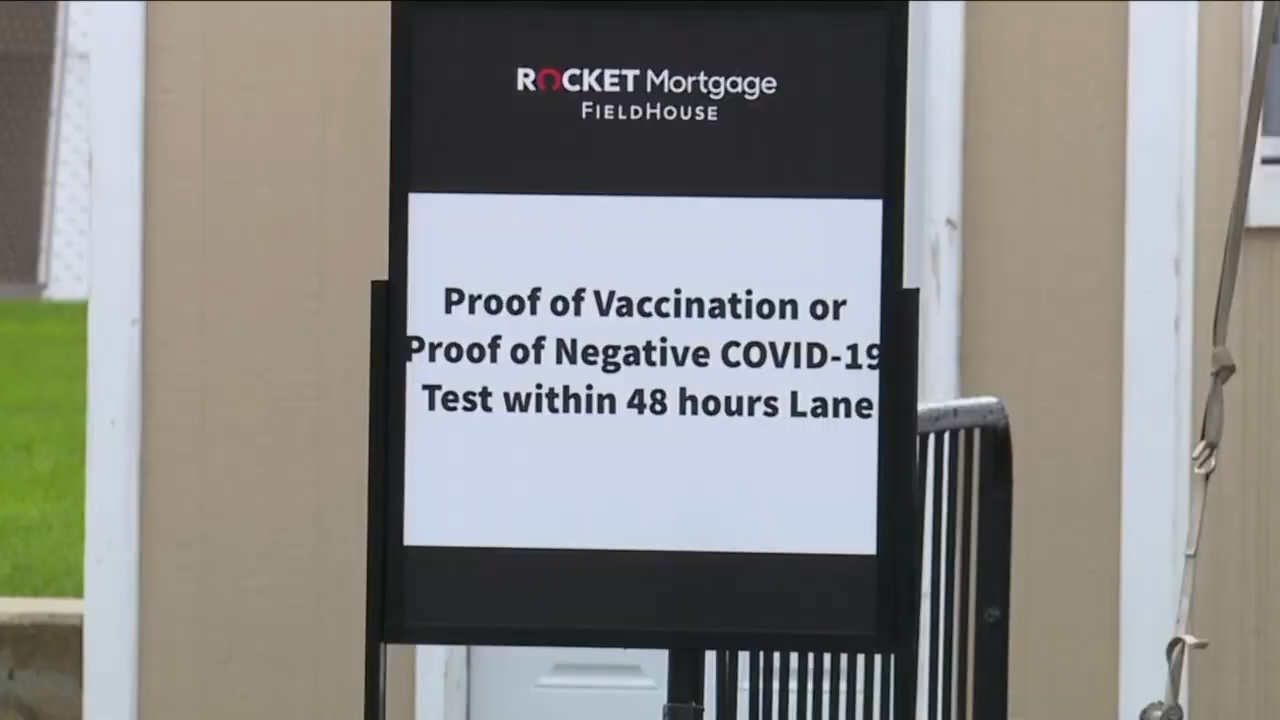 ROCKET Mortgage
FIELDHOUSE
Proof of Vaccination or
Proof of Negative COVID-19
Test within 48 hours Lane